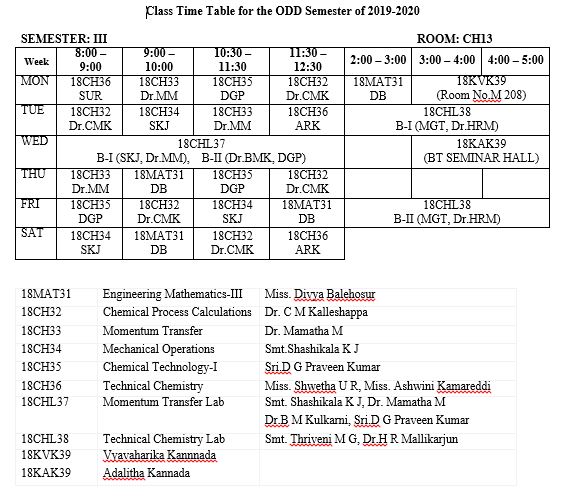 Class Time Table for the ODD Semester of 2019-2020
SEMESTER: III ROOM: CH13
Week 8:00 – 9:00 9:00 – 10:00 10:30 – 11:30 11:30 – 12:30 2:00 – 3:00 3:00 – 4:00 4:00 – 5:00
MON 18CH36 18CH33 18CH35 18CH32 18MAT31 18KVK39
SUR Dr.MM DGP Dr.CMK DB (Room No.M 208)
TUE 18CH32 18CH34 18CH33 18CH36 18CHL38
Dr.CMK SKJ Dr.MM ARK B-I (MGT, Dr.HRM)
WED 18CHL37 18KAK39
B-I (SKJ, Dr.MM), B-II (Dr.BMK, DGP) (BT SEMINAR HALL)
THU 18CH33 18MAT31 18CH35 18CH32
Dr.MM DB DGP Dr.CMK
FRI 18CH35 18CH32 18CH34 18MAT31 18CHL38
DGP Dr.CMK SKJ DB B-II (MGT, Dr.HRM)
SAT 18CH34 18MAT31 18CH32 18CH36
SKJ DB Dr.CMK ARK
18MAT31 Engineering Mathematics-III Miss. Divya Balehosur
18CH32 Chemical Process Calculations Dr. C M Kalleshappa
18CH33 Momentum Transfer Dr. Mamatha M
18CH34 Mechanical Operations Smt.Shashikala K J
18CH35 Chemical Technology-I Sri.D G Praveen Kumar
18CH36 Technical Chemistry Miss. Shwetha U R, Miss. Ashwini Kamareddi
18CHL37 Momentum Transfer Lab Smt. Shashikala K J, Dr. Mamatha M
Dr.B M Kulkarni, Sri.D G Praveen Kumar
18CHL38 Technical Chemistry Lab Smt. Thriveni M G, Dr.H R Mallikarjun
18KVK39 Vyavaharika Kannnada
18KAK39 Adalitha Kannada